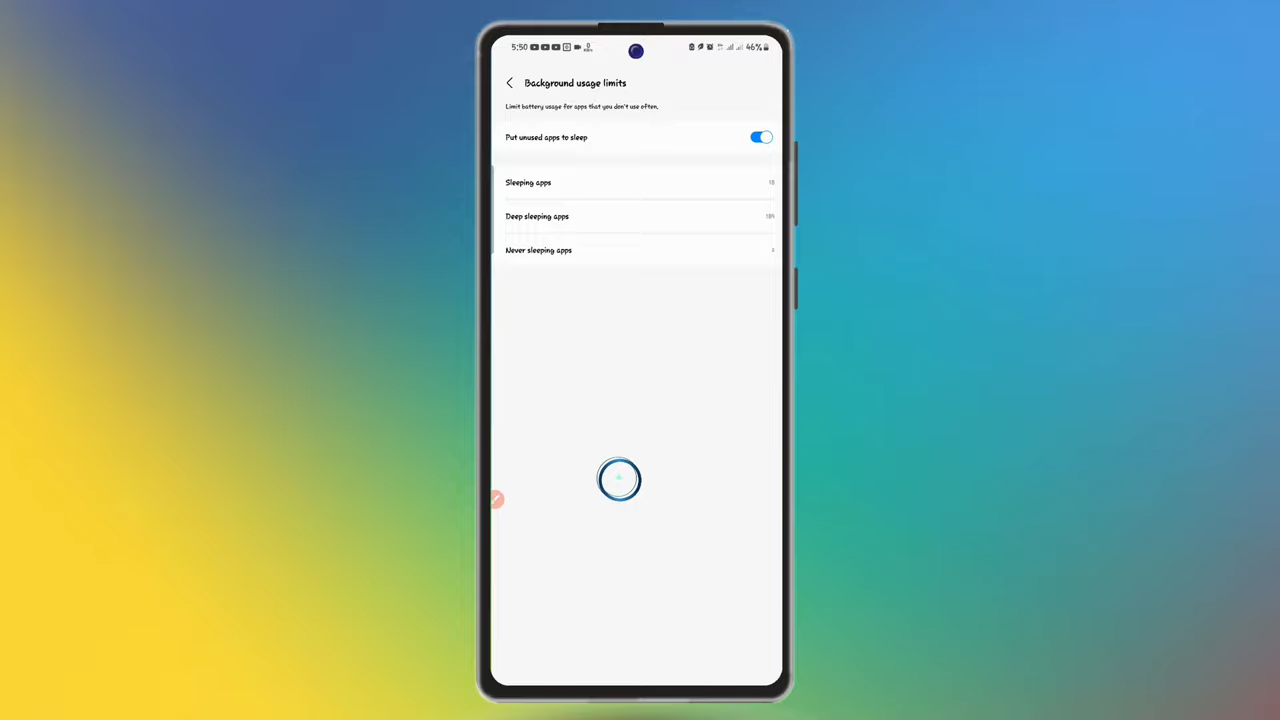 5:50 46%
Background usage limits
Limit battery usage for apps that you don't use often.
Put unused apps to sleep
Sleeping apps
Deep sleeping apps
Never sleeping apps